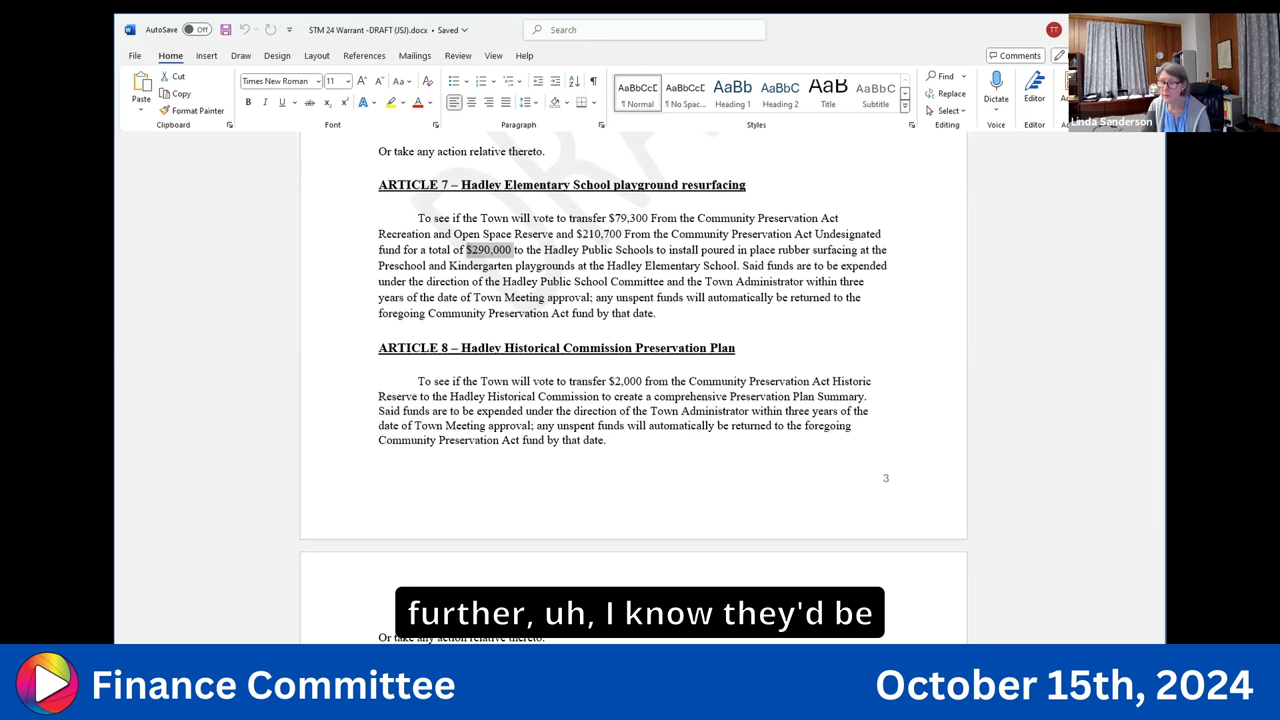 AutoSave Off STM 24 Warrant -DRAFT (JSJ).docx • Saved Search TT
File Home Insert Draw Design Layout References Mailings Review View Help Comments
Paste Cut Copy Format Painter Clipboard
Times New Roman 11 Font
Paragraph
AaBbCcD AaBbCcD AaBb AaBbC AaBb AaBbC
¶ Normal ¶ No Spac... Heading 1 Heading 2 Title Subtitle
Styles
Find Replace Select Editing
Dictate Voice
Editor Editor
Linda Sanderson
DRAFT
Or take any action relative thereto.
ARTICLE 7 – Hadley Elementary School playground resurfacing
To see if the Town will vote to transfer $79,300 From the Community Preservation Act
Recreation and Open Space Reserve and $210,700 From the Community Preservation Act Undesignated
fund for a total of $290,000 to the Hadley Public Schools to install poured in place rubber surfacing at the
Preschool and Kindergarten playgrounds at the Hadley Elementary School. Said funds are to be expended
under the direction of the Hadley Public School Committee and the Town Administrator within three
years of the date of Town Meeting approval; any unspent funds will automatically be returned to the
foregoing Community Preservation Act fund by that date.
ARTICLE 8 – Hadley Historical Commission Preservation Plan
To see if the Town will vote to transfer $2,000 from the Community Preservation Act Historic
Reserve to the Hadley Historical Commission to create a comprehensive Preservation Plan Summary.
Said funds are to be expended under the direction of the Town Administrator within three years of the
date of Town Meeting approval; any unspent funds will automatically be returned to the foregoing
Community Preservation Act fund by that date.
3
further, uh, I know they'd be
Or take any action relative thereto.
Finance Committee
October 15th, 2024